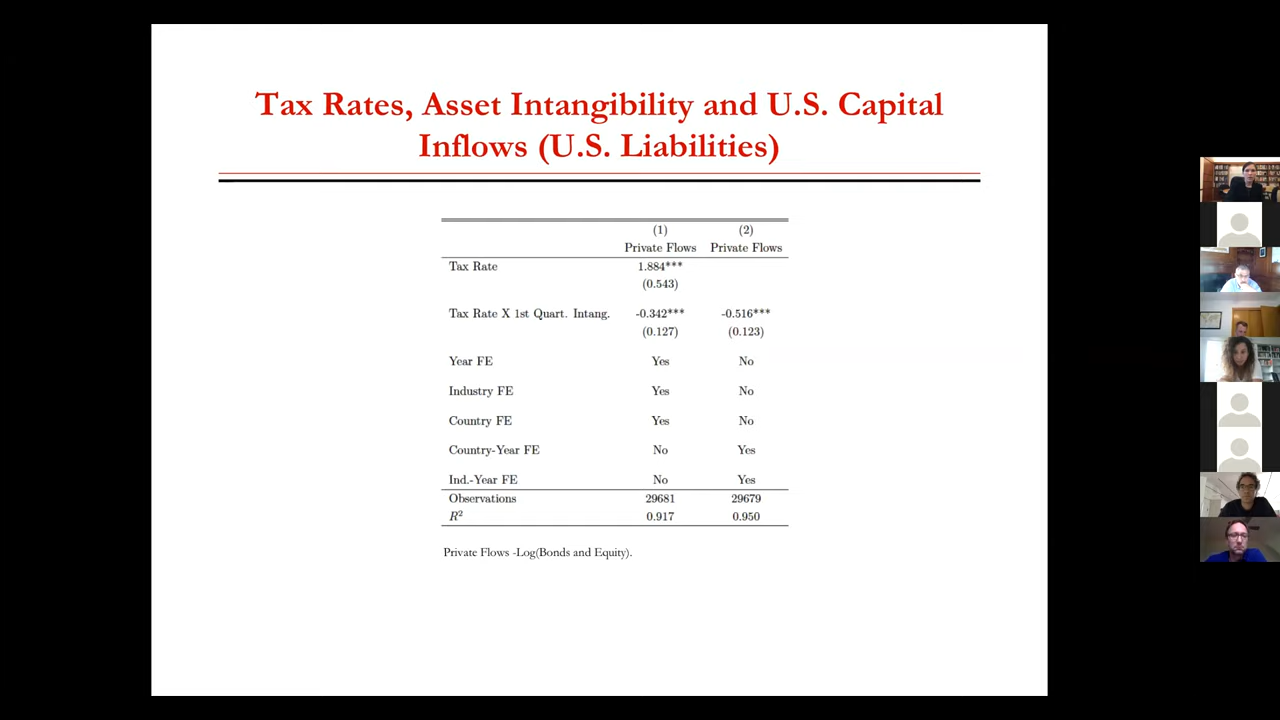 Tax Rates, Asset Intangibility and U.S. Capital
Inflows (U.S. Liabilities)
(1) (2)
Private Flows Private Flows
Tax Rate 1.884***
(0.543)
Tax Rate X 1st Quart. Intang. -0.342*** -0.516***
(0.127) (0.123)
Year FE Yes No
Industry FE Yes No
Country FE Yes No
Country-Year FE No Yes
Ind.-Year FE No Yes
Observations 29681 29679
R² 0.917 0.950
Private Flows -Log(Bonds and Equity).